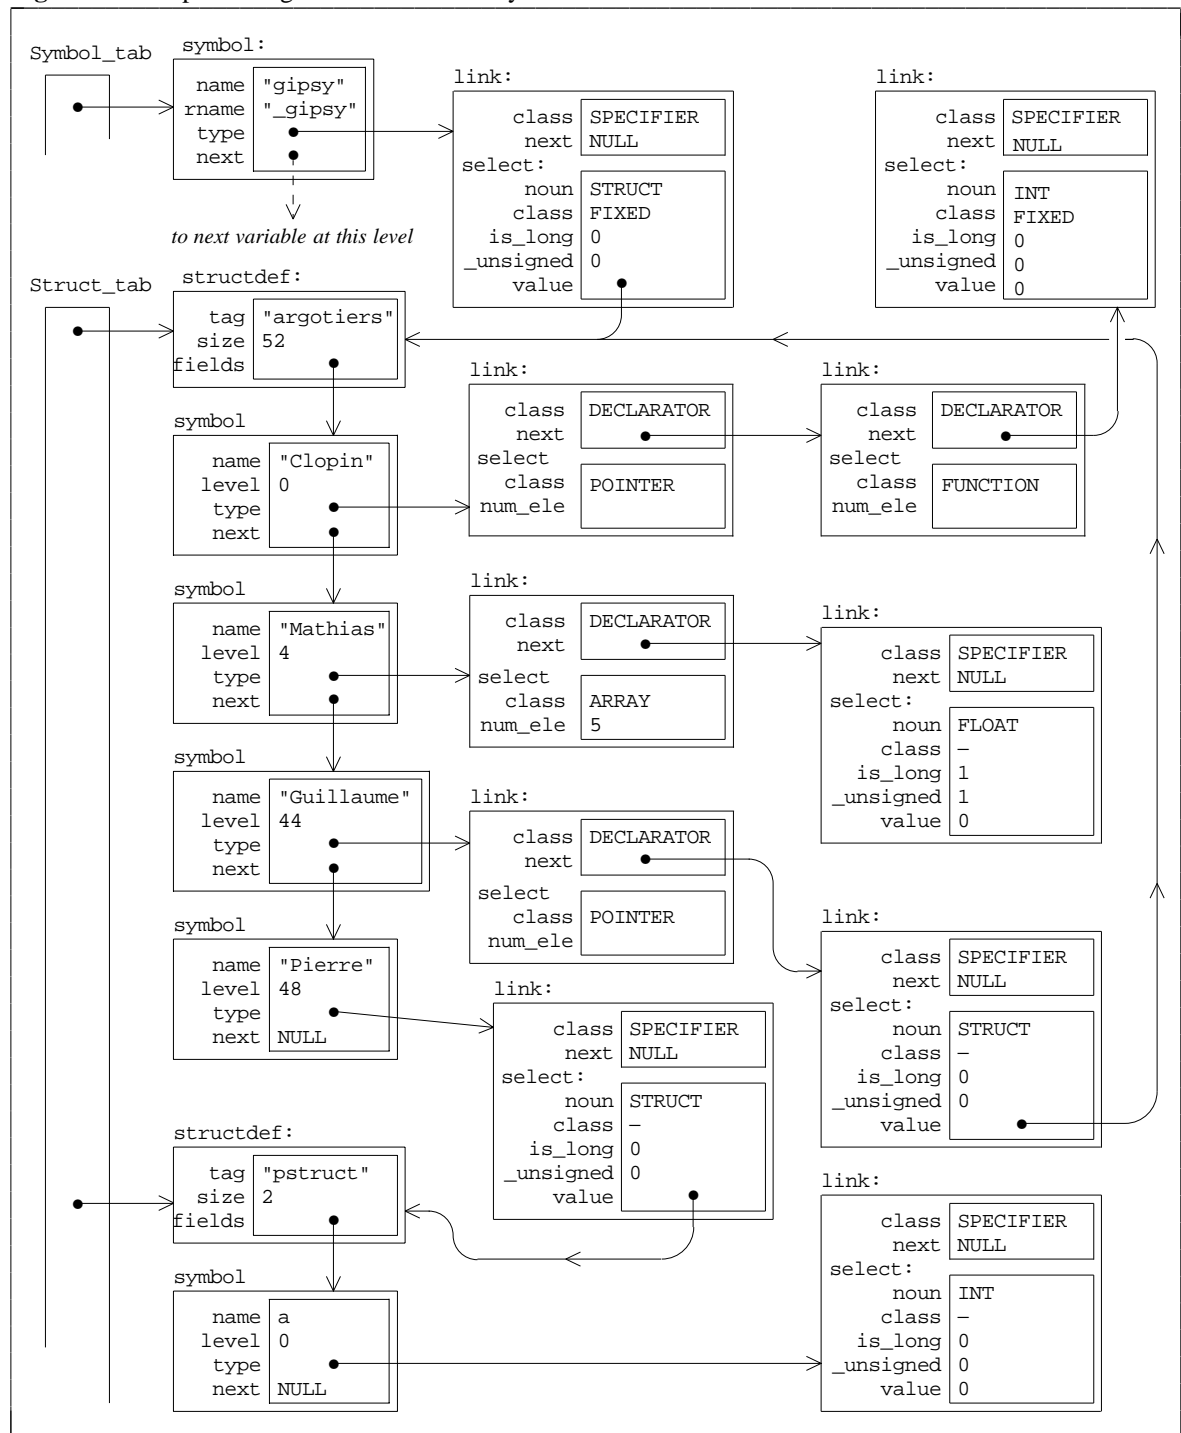 Symbol_tab
symbol:
name "gipsy"
rname "_gipsy"
type
next
to next variable at this level
link:
class SPECIFIER
next NULL
select:
noun STRUCT
class FIXED
is_long 0
_unsigned 0
value
link:
class SPECIFIER
next NULL
select:
noun INT
class FIXED
is_long 0
_unsigned 0
value 0
Struct_tab
structdef:
tag "argotiers"
size 52
fields
symbol
name "Clopin"
level 0
type
next
link:
class DECLARATOR
next
select
class POINTER
num_ele
link:
class DECLARATOR
next
select
class FUNCTION
num_ele
symbol
name "Mathias"
level 4
type
next
link:
class DECLARATOR
next
select
class ARRAY
num_ele 5
link:
class SPECIFIER
next NULL
select:
noun FLOAT
class –
is_long 1
_unsigned 1
value 0
symbol
name "Guillaume"
level 44
type
next
link:
class DECLARATOR
next
select
class POINTER
num_ele
link:
class SPECIFIER
next NULL
select:
noun STRUCT
class –
is_long 0
_unsigned 0
value
symbol
name "Pierre"
level 48
type
next NULL
link:
class SPECIFIER
next NULL
select:
noun STRUCT
class –
is_long 0
_unsigned 0
value
structdef:
tag "pstruct"
size 2
fields
symbol
name a
level 0
type
next NULL
link:
class SPECIFIER
next NULL
select:
noun INT
class –
is_long 0
_unsigned 0
value 0